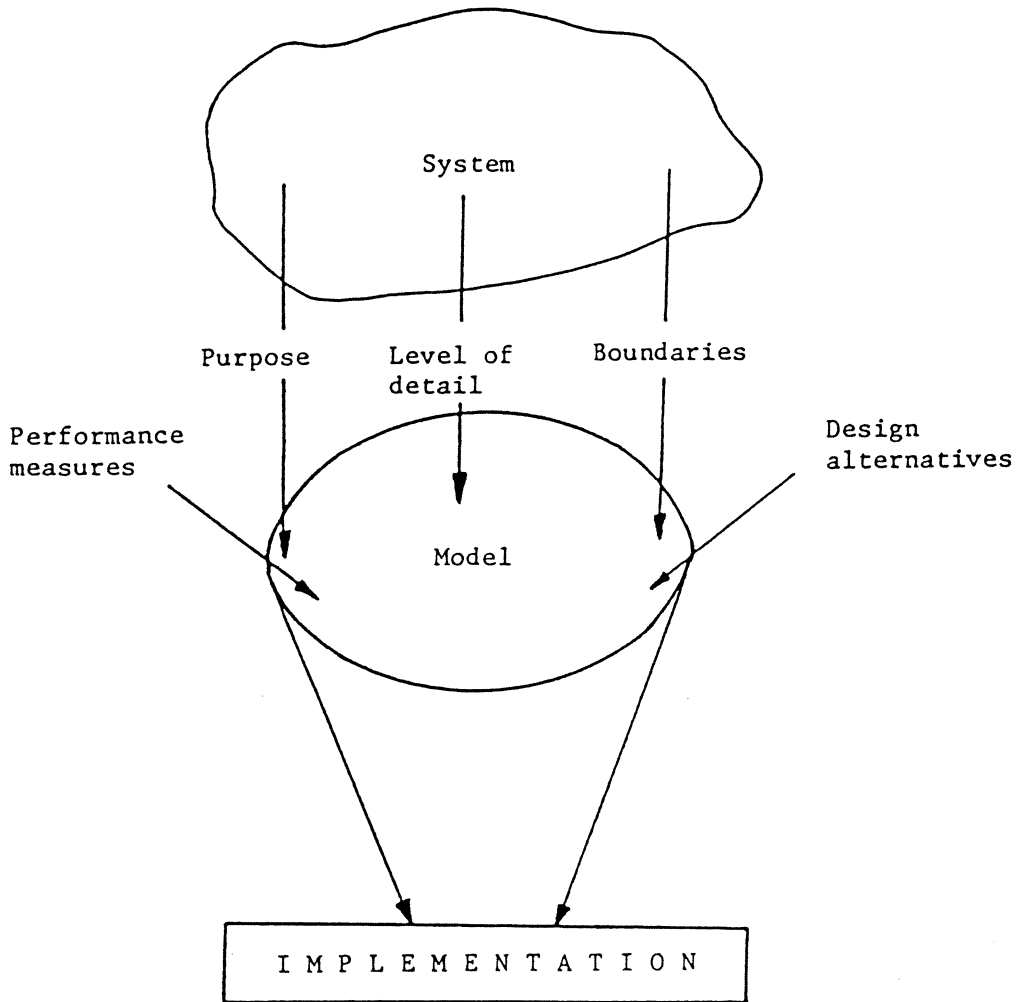 System
Purpose
Level of
detail
Boundaries
Performance
measures
Design
alternatives
Model
IMPLEMENTATION